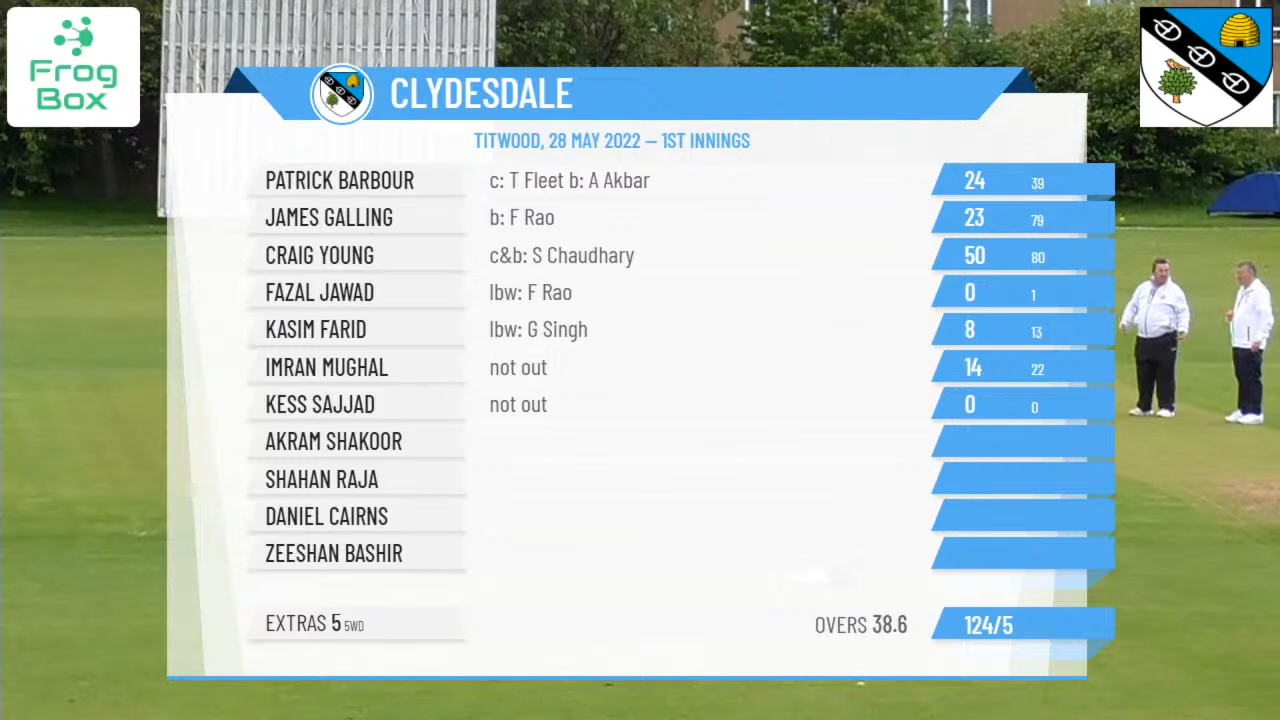 Frog
Box
CLYDESDALE
TITWOOD, 28 MAY 2022 – 1ST INNINGS
PATRICK BARBOUR c: T Fleet b: A Akbar 24 39
JAMES GALLING b: F Rao 23 79
CRAIG YOUNG c&b: S Chaudhary 50 80
FAZAL JAWAD lbw: F Rao 0 1
KASIM FARID lbw: G Singh 8 13
IMRAN MUGHAL not out 14 22
KESS SAJJAD not out 0 0
AKRAM SHAKOOR
SHAHAN RAJA
DANIEL CAIRNS
ZEESHAN BASHIR
EXTRAS 5 5WD OVERS 38.6 124/5